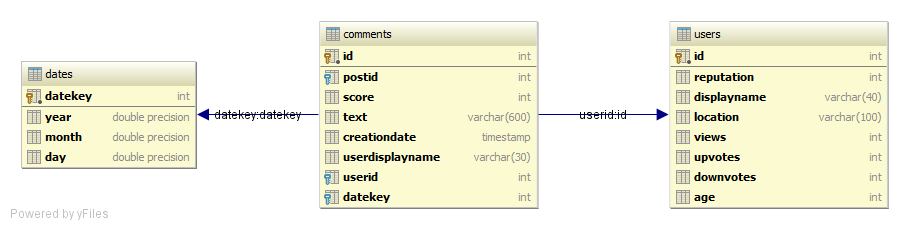 dates
datekey int
year double precision
month double precision
day double precision
datekey:datekey
comments
id int
postid int
score int
text varchar(600)
creationdate timestamp
userdisplayname varchar(30)
userid int
datekey int
userid:id
users
id int
reputation int
displayname varchar(40)
location varchar(100)
views int
upvotes int
downvotes int
age int
Powered by yFiles